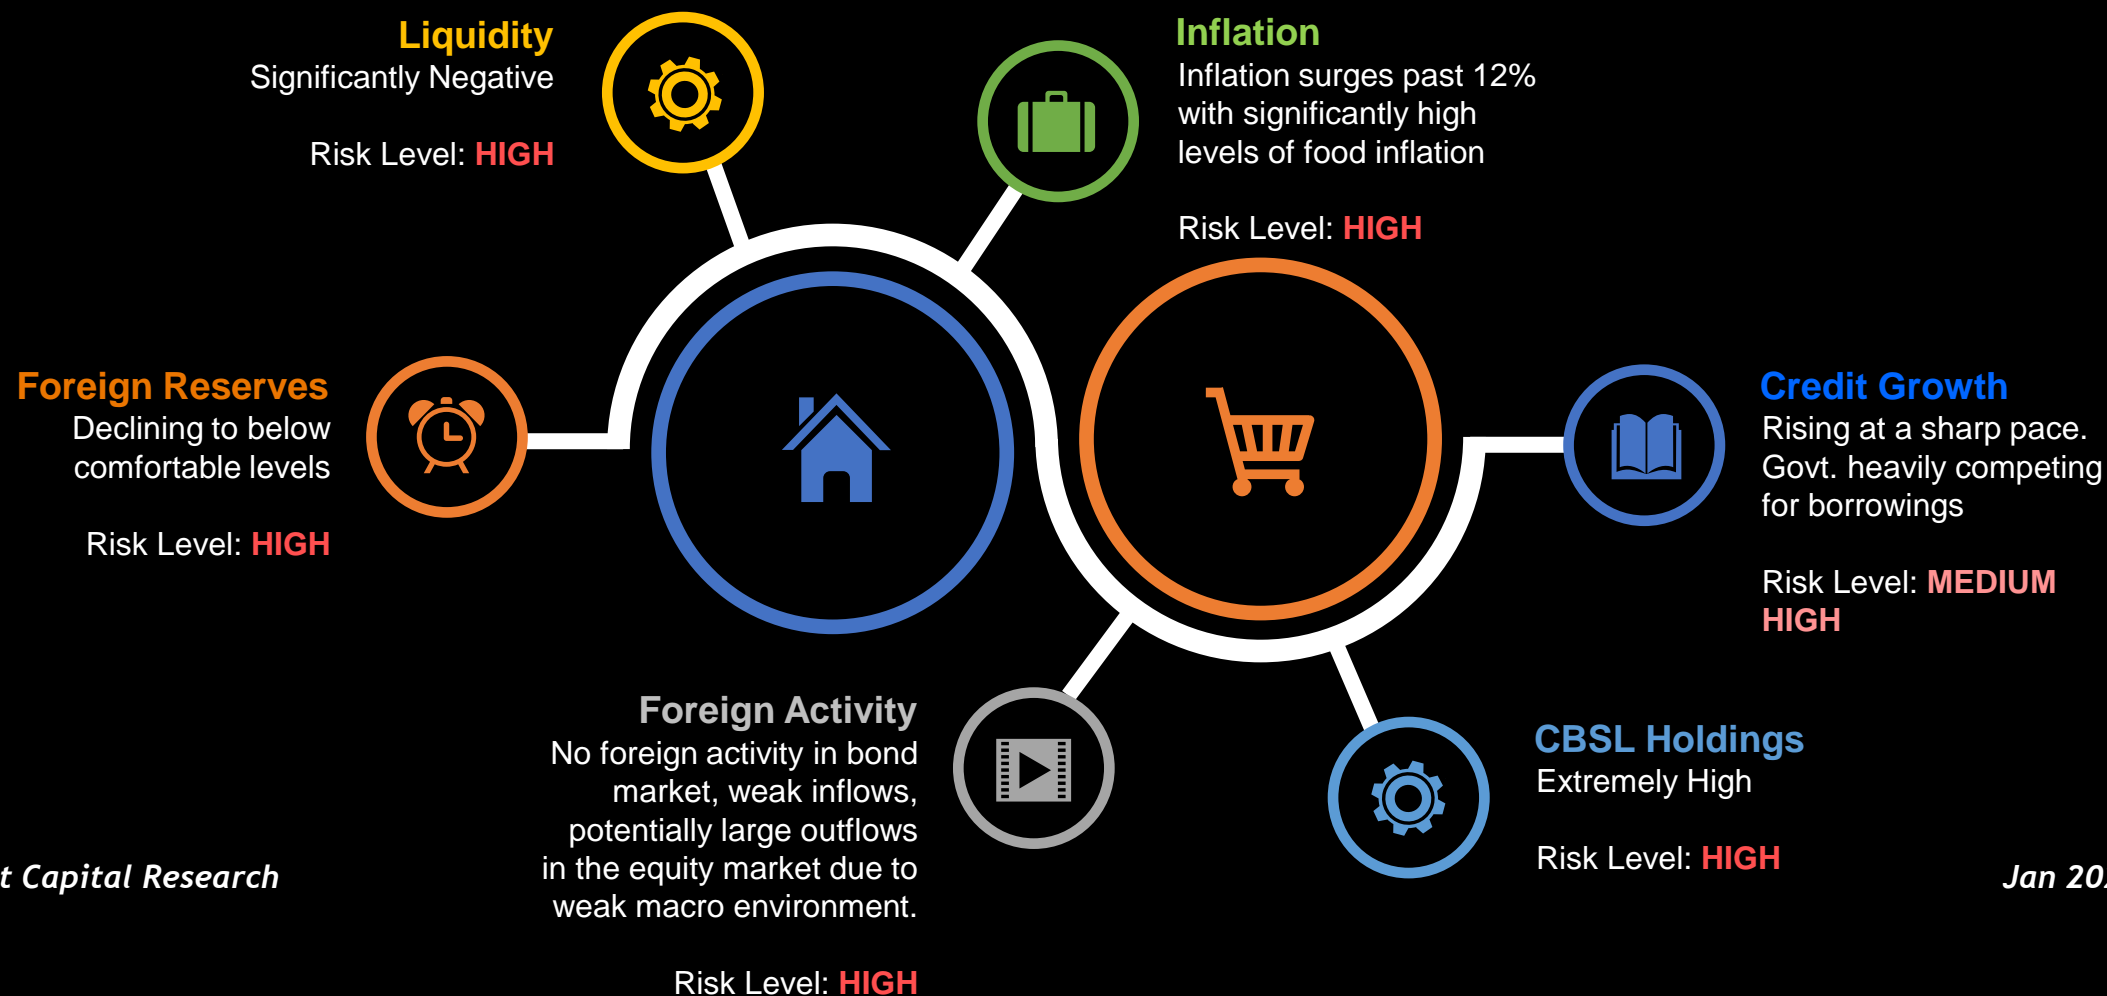 Liquidity
Significantly Negative
Risk Level: HIGH
Inflation
Inflation surges past 12%
with significantly high
levels of food inflation
Risk Level: HIGH
Foreign Reserves
Declining to below
comfortable levels
Risk Level: HIGH
Credit Growth
Rising at a sharp pace.
Govt. heavily competing
for borrowings
Risk Level: MEDIUM
HIGH
Foreign Activity
No foreign activity in bond
market, weak inflows,
potentially large outflows
in the equity market due to
weak macro environment.
Risk Level: HIGH
CBSL Holdings
Extremely High
Risk Level: HIGH
t Capital Research
Jan 20